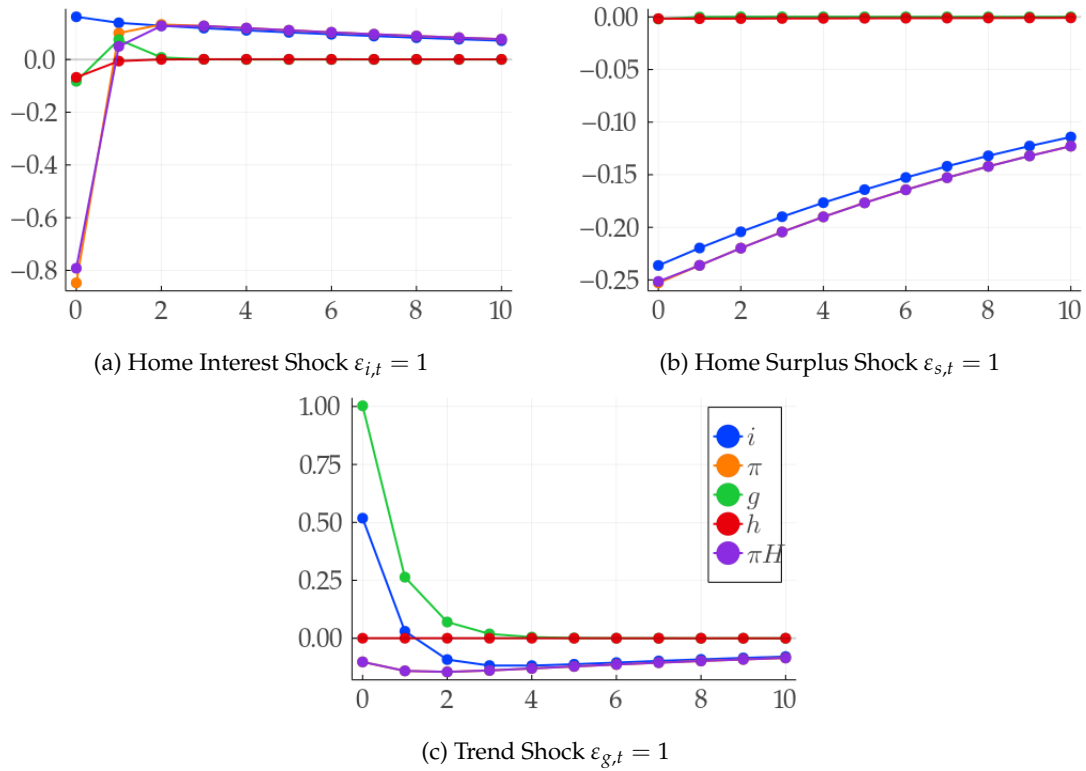 0.0
−0.2
−0.4
−0.6
−0.8
0 2 4 6 8 10
(a) Home Interest Shock εi,t = 1
0.00
−0.05
−0.10
−0.15
−0.20
−0.25
0 2 4 6 8 10
(b) Home Surplus Shock εs,t = 1
1.00
0.75
0.50
0.25
0.00
i
π
g
h
πH
0 2 4 6 8 10
(c) Trend Shock εg,t = 1